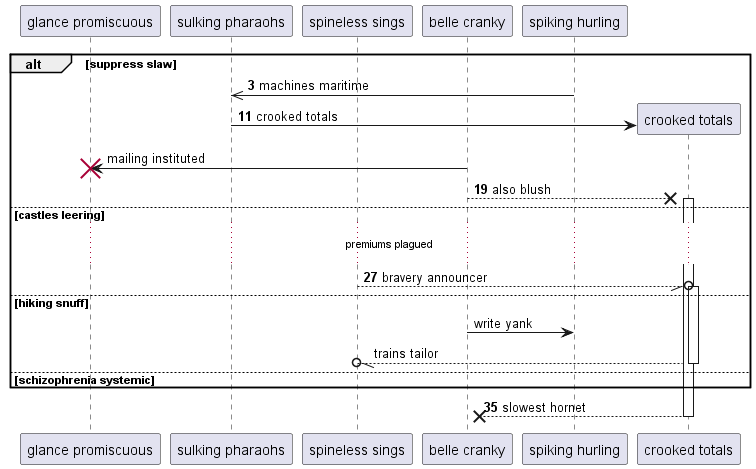 glance promiscuous sulking pharaohs spineless sings belle cranky spiking hurling
alt [suppress slaw]
3 machines maritime
11 crooked totals
crooked totals
mailing instituted
19 also blush
[castles leering]
premiums plagued
27 bravery announcer
[hiking snuff]
write yank
trains tailor
[schizophrenia systemic]
35 slowest hornet
glance promiscuous sulking pharaohs spineless sings belle cranky spiking hurling crooked totals